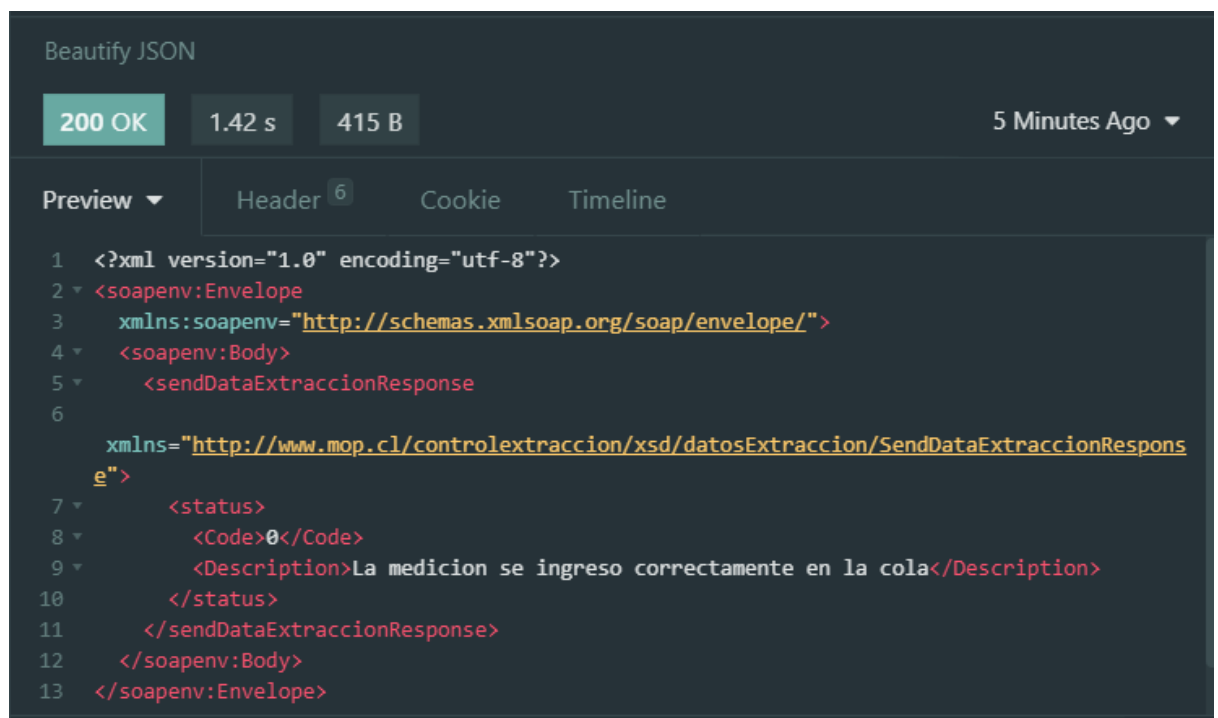 Beautify JSON
200 OK 1.42 s 415 B 5 Minutes Ago
Preview Header 6 Cookie Timeline
1 <?xml version="1.0" encoding="utf-8"?>
2 <soapenv:Envelope
3 xmlns:soapenv="http://schemas.xmlsoap.org/soap/envelope/">
4 <soapenv:Body>
5 <sendDataExtraccionResponse
6
xmlns="http://www.mop.cl/controlextraccion/xsd/datosExtraccion/SendDataExtraccionRespons
e">
7 <status>
8 <Code>0</Code>
9 <Description>La medicion se ingreso correctamente en la cola</Description>
10 </status>
11 </sendDataExtraccionResponse>
12 </soapenv:Body>
13 </soapenv:Envelope>